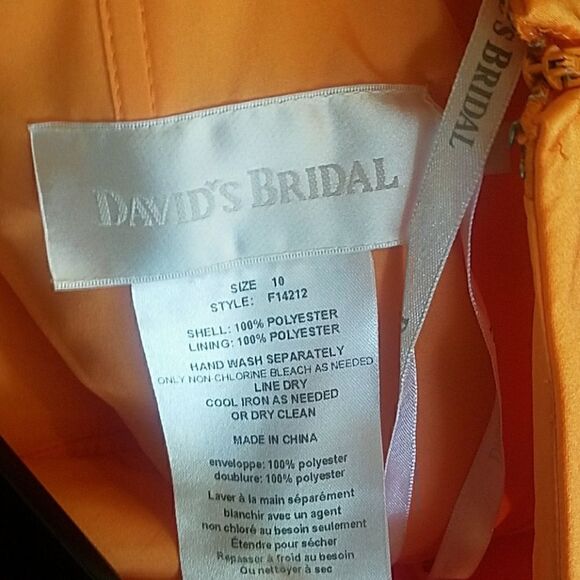 DAVID'S BRIDAL
'S BRIDAL
SIZE 10
STYLE: F14212
SHELL: 100% POLYESTER
LINING: 100% POLYESTER
HAND WASH SEPARATELY
ONLY NON-CHLORINE BLEACH AS NEEDED
LINE DRY
COOL IRON AS NEEDED
OR DRY CLEAN
MADE IN CHINA
enveloppe: 100% polyester
doublure: 100% polyester
Laver à la main séparément
blanchir avec un agent
non chloré au besoin seulement
Étendre pour sécher
Repasser à froid au besoin
Ou nettoyer à sec